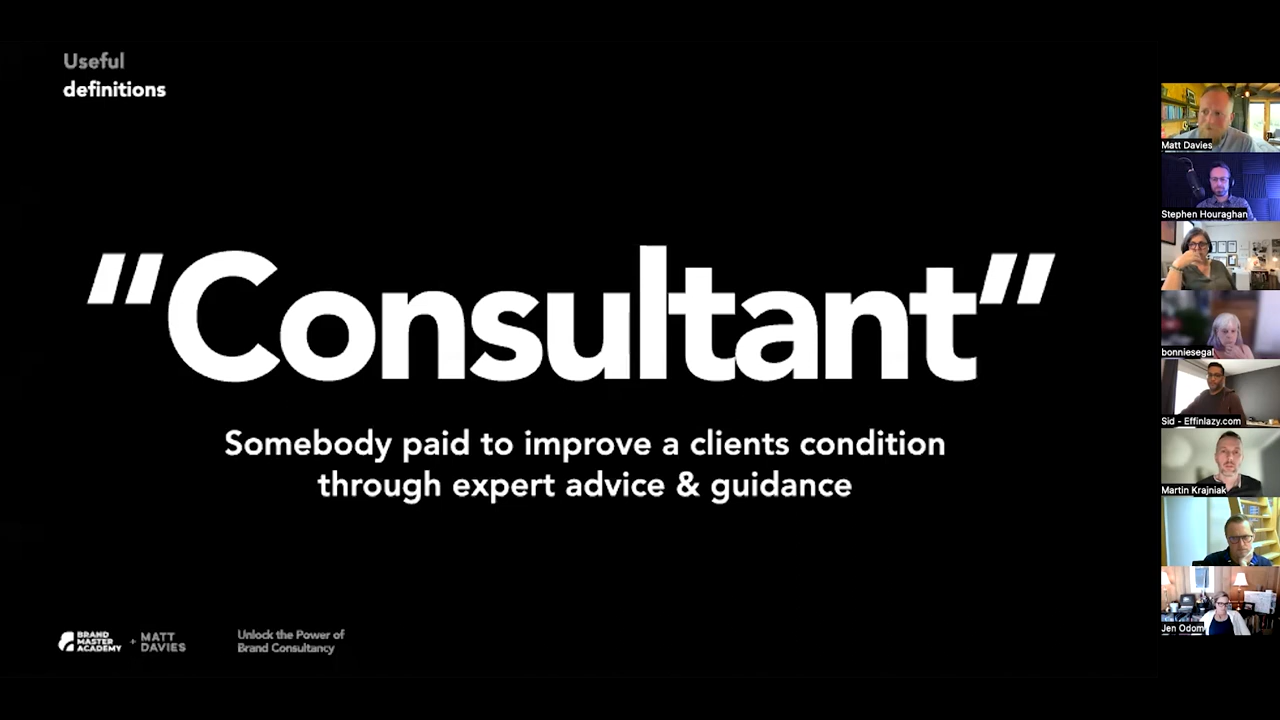 Useful
definitions
“Consultant”
Somebody paid to improve a clients condition
through expert advice & guidance
BRAND
MASTER
ACADEMY
+ MATT
DAVIES
Unlock the Power of
Brand Consultancy
Matt Davies
Stephen Houraghan
bonniesegal
Sid - Effinlazy.com
Martin Krajniak
Jen Odom